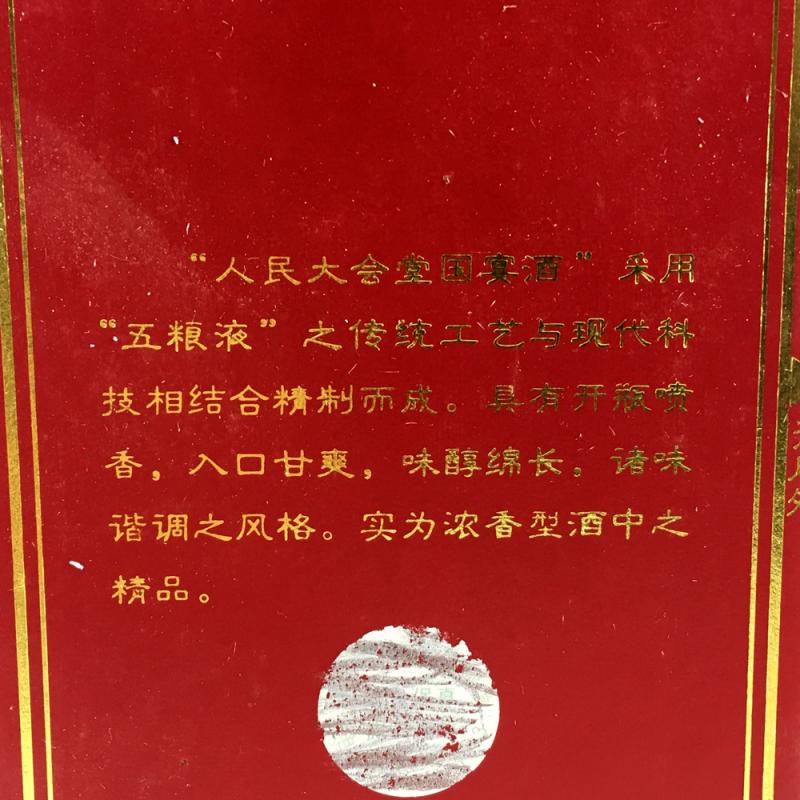 “人民大会堂国宴酒”采用
“五粮液”之传统工艺与现代科
技相结合精制而成。具有开瓶喷
香，入口甘爽，味醇绵长，诸味
谐调之风格。实为浓香型酒中之
精品。